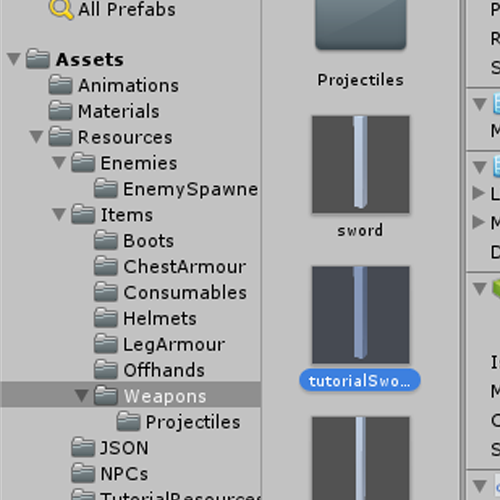 All Prefabs
Assets
Animations
Materials
Resources
Enemies
EnemySpawne
Items
Boots
ChestArmour
Consumables
Helmets
LegArmour
Offhands
Weapons
Projectiles
JSON
NPCs
TutorialResources
Projectiles
sword
tutorialSwo...
P
R
S
M
L
M
D
M
S